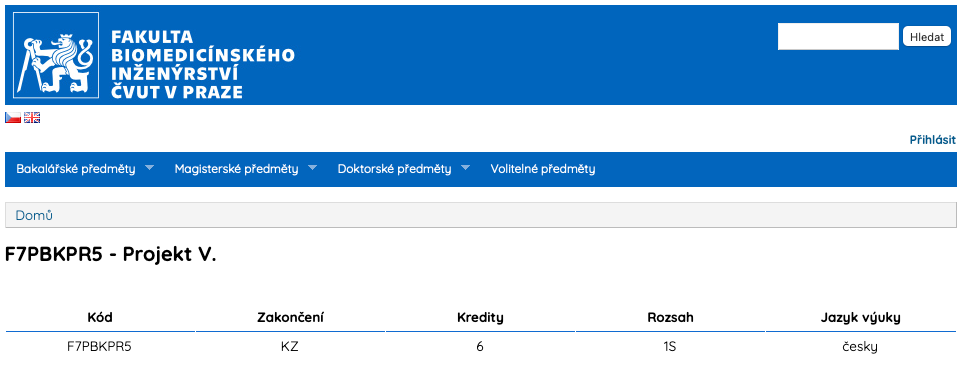 FAKULTA
BIOMEDICÍNSKÉHO
INŽENÝRSTVÍ
ČVUT V PRAZE
Hledat
Přihlásit
Bakalářské předměty Magisterské předměty Doktorské předměty Volitelné předměty
Domů
F7PBKPR5 - Projekt V.
Kód Zakončení Kredity Rozsah Jazyk výuky
F7PBKPR5 KZ 6 1S česky